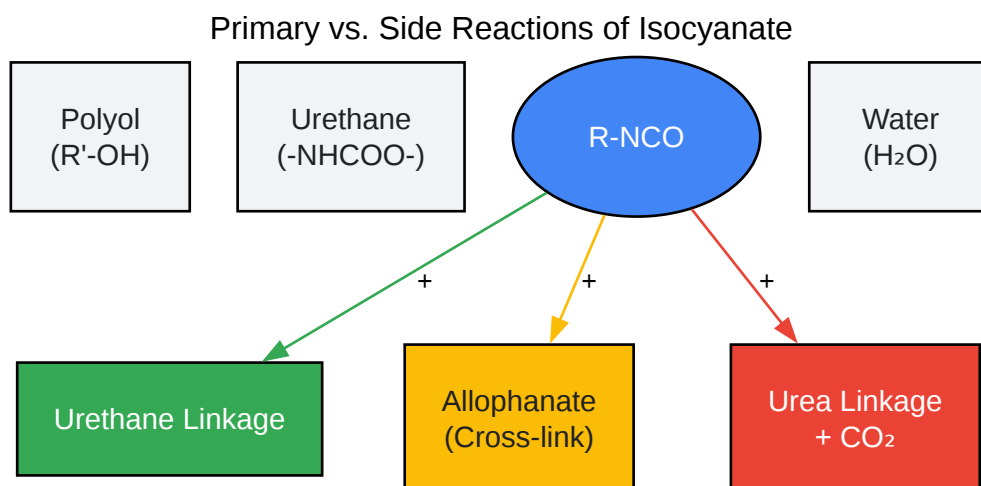 Primary vs. Side Reactions of Isocyanate
Polyol
(R'-OH)
Urethane
(-NHCOO-)
R-NCO
Water
(H₂O)
+
+
+
Urethane Linkage
Allophanate
(Cross-link)
Urea Linkage
+ CO₂